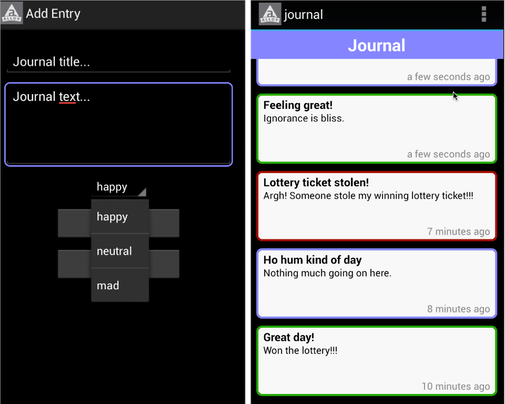 Add Entry
Journal title...
Journal text...
happy
happy
neutral
mad
journal
Journal
a few seconds ago
Feeling great!
Ignorance is bliss.
a few seconds ago
Lottery ticket stolen!
Argh! Someone stole my winning lottery ticket!!!
7 minutes ago
Ho hum kind of day
Nothing much going on here.
8 minutes ago
Great day!
Won the lottery!!!
10 minutes ago